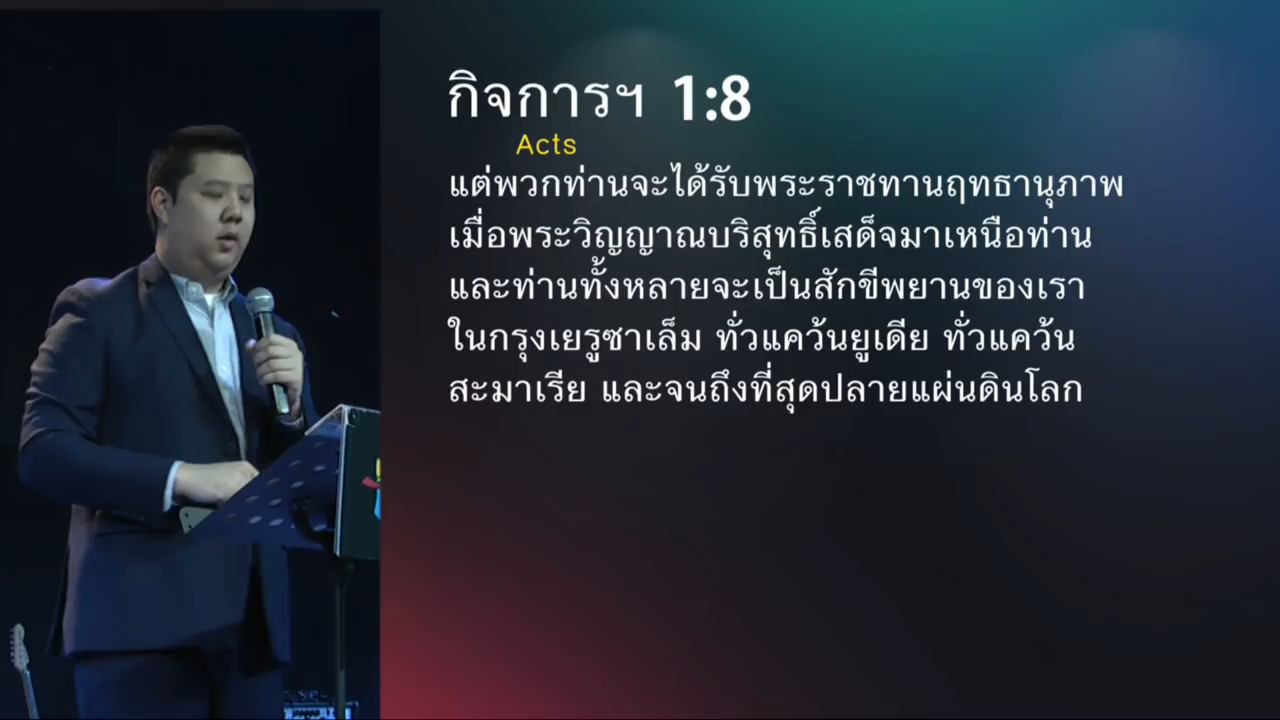 กิจการฯ 1:8
Acts
แต่พวกท่านจะได้รับพระราชทานฤทธานุภาพ
เมื่อพระวิญญาณบริสุทธิ์เสด็จมาเหนือท่าน
และท่านทั้งหลายจะเป็นสักขีพยานของเรา
ในกรุงเยรูซาเล็ม ทั่วแคว้นยูเดีย ทั่วแคว้น
สะมาเรีย และจนถึงที่สุดปลายแผ่นดินโลก